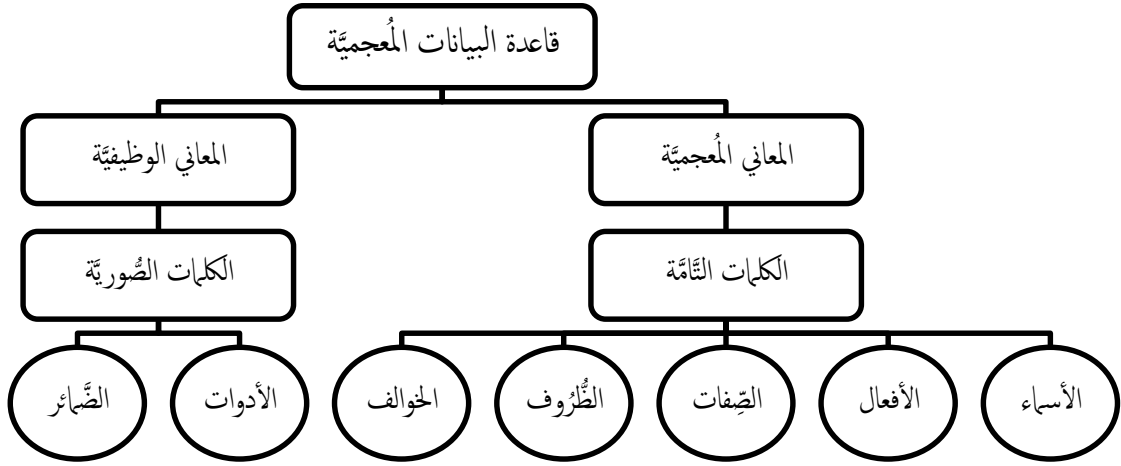 قاعدة البيانات المُعجميَّة
المعاني المُعجميَّة
المعاني الوظيفيَّة
الكلمات التَّامَّة
الكلمات الصُّوريَّة
الأسماء
الأفعال
الصِّفات
الظُّرُوف
الخوالف
الأدوات
الضَّمائر